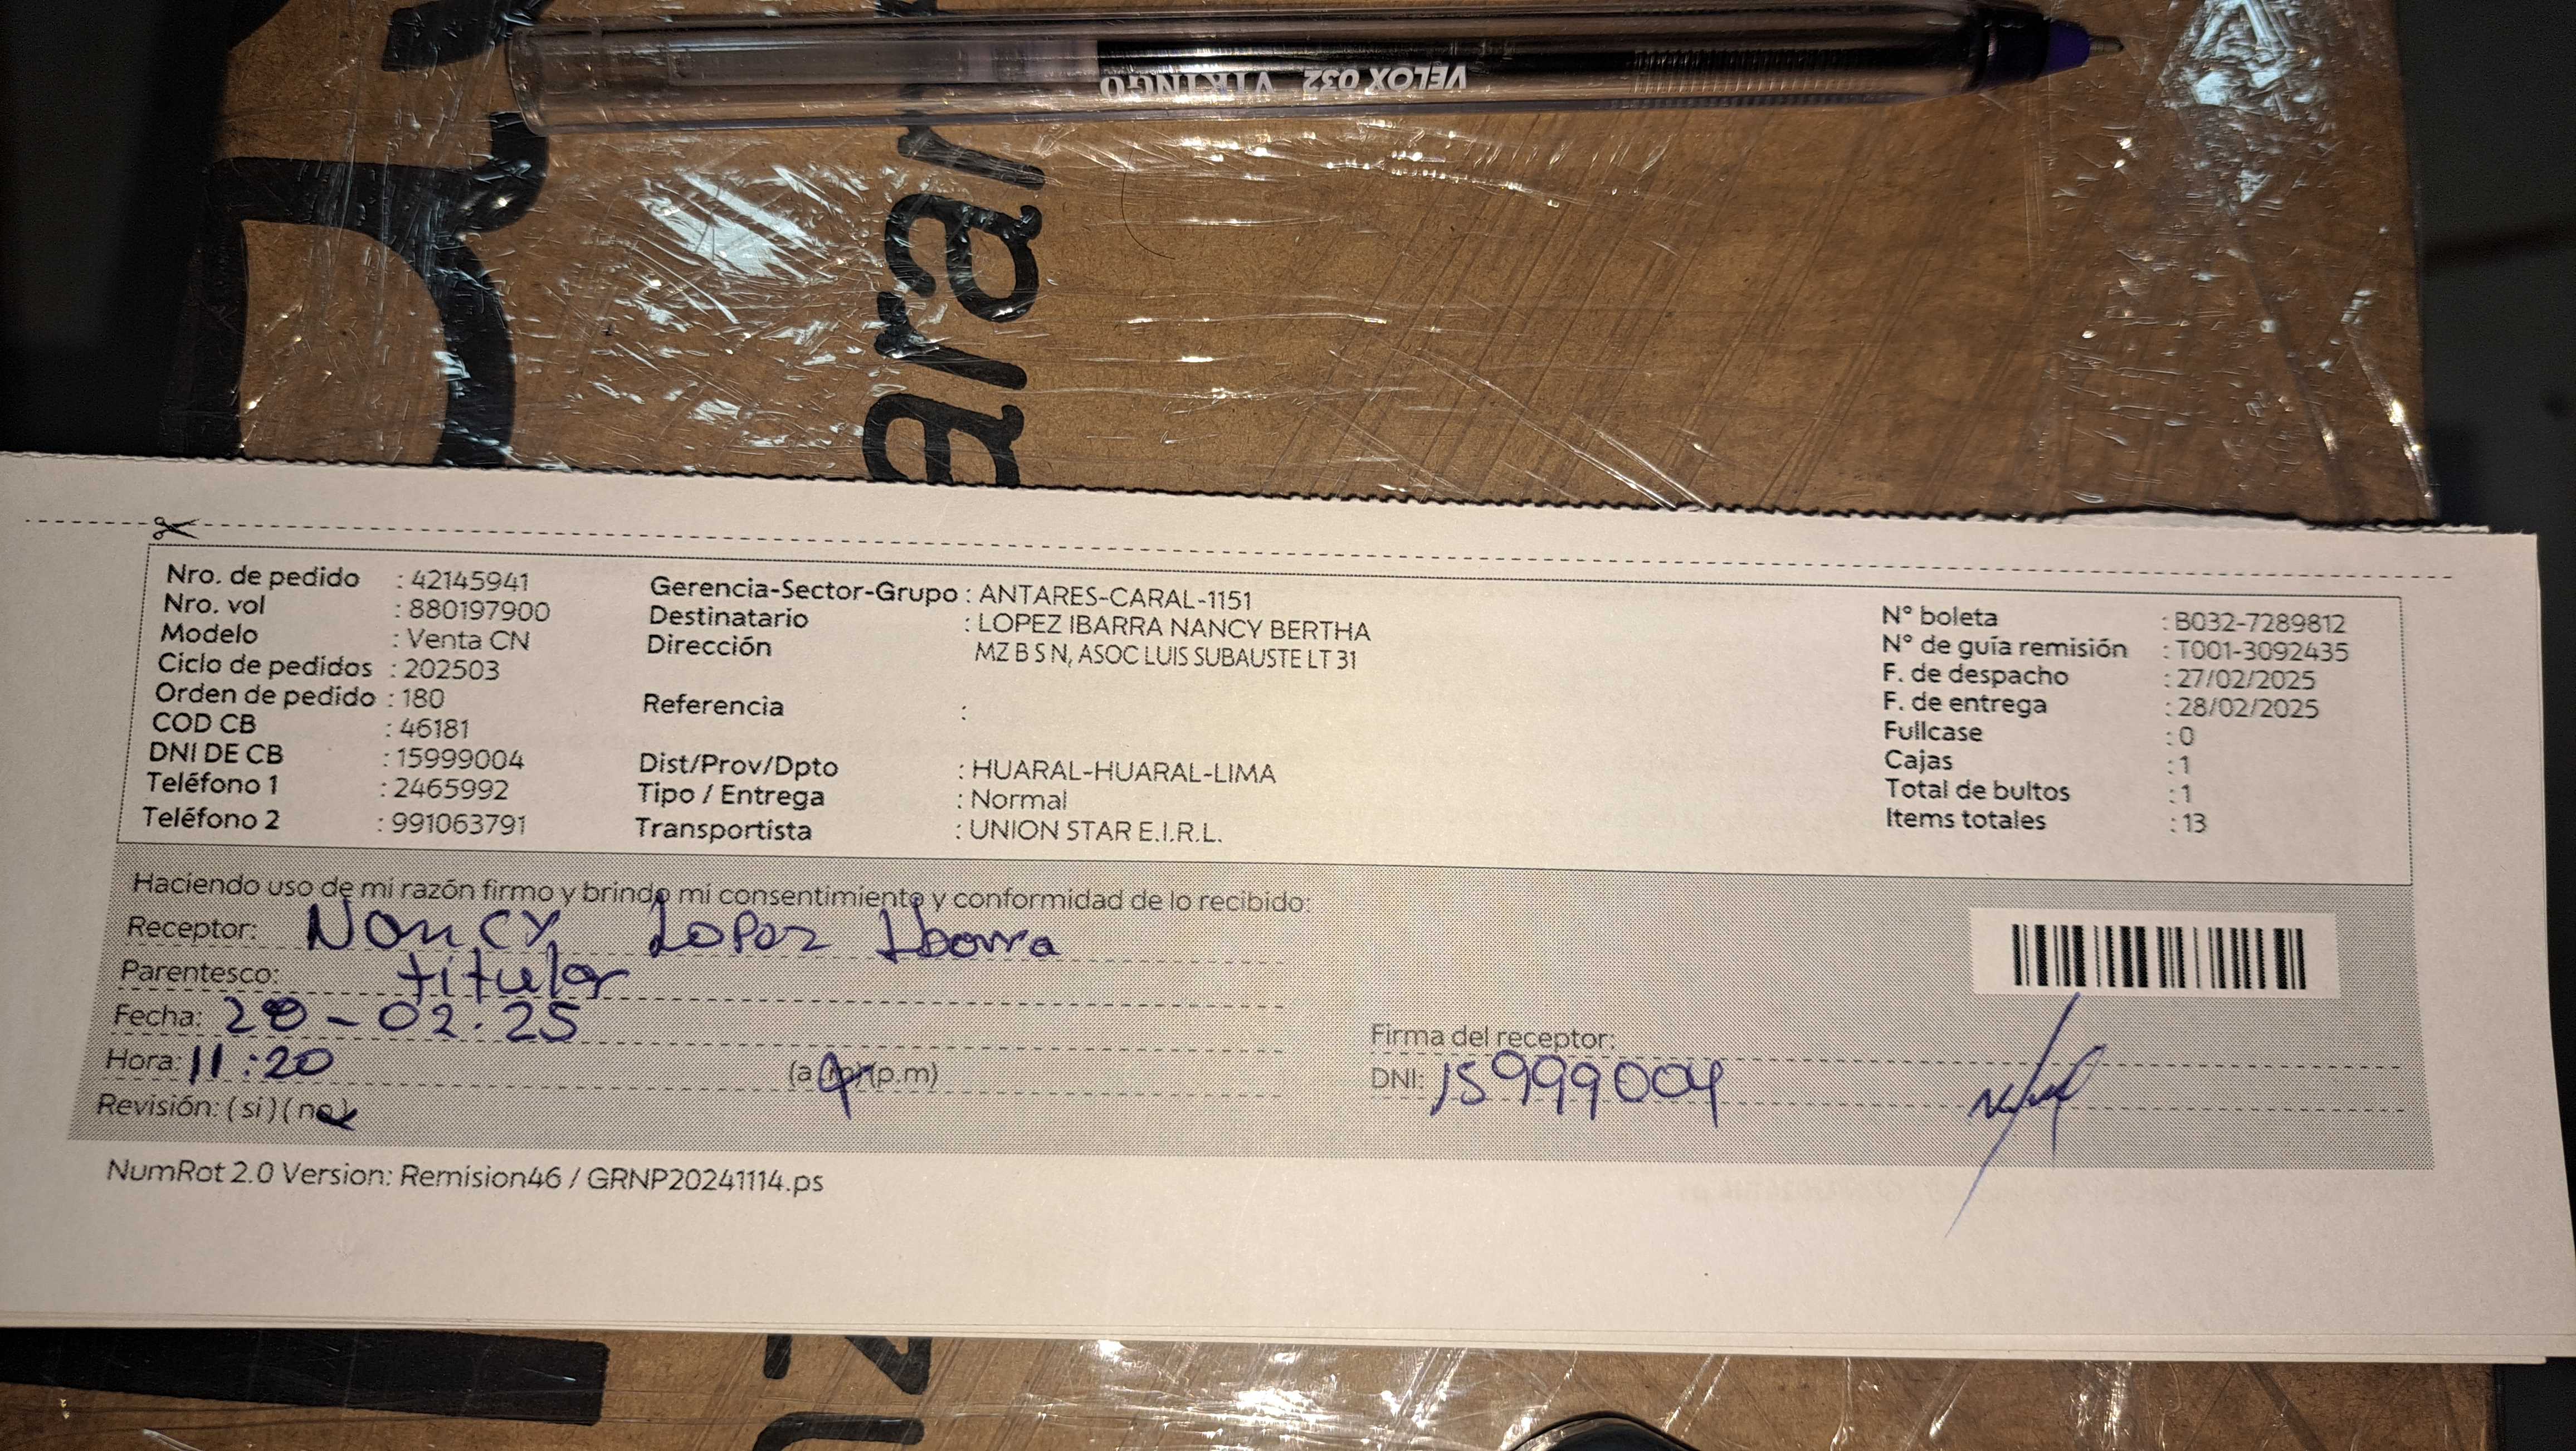 VELOX 032 VIKINGO
Nro. de pedido : 42145941
Nro. vol : 880197900
Modelo : Venta CN
Ciclo de pedidos : 202503
Orden de pedido : 180
COD CB : 46181
DNI DE CB : 15999004
Teléfono 1 : 2465992
Teléfono 2 : 991063791
Gerencia-Sector-Grupo : ANTARES-CARAL-1151
Destinatario : LOPEZ IBARRA NANCY BERTHA
Dirección MZ B S N, ASOC LUIS SUBAUSTE LT 31
Referencia :
Dist/Prov/Dpto : HUARAL-HUARAL-LIMA
Tipo / Entrega : Normal
Transportista : UNION STAR E.I.R.L.
N° boleta : B032-7289812
N° de guía remisión : T001-3092435
F. de despacho : 27/02/2025
F. de entrega : 28/02/2025
Fullcase : 0
Cajas : 1
Total de bultos : 1
Items totales : 13
Haciendo uso de mi razón firmo y brindo mi consentimiento y conformidad de lo recibido:
Receptor: Nancy Lopez Ibarra
Parentesco: titular
Fecha: 28-02-25
Hora: 11:20 (a.m) (p.m)
Revisión: ( si ) ( no )
Firma del receptor:
DNI: 15999004
NumRot 2.0 Version: Remision46 / GRNP20241114.ps